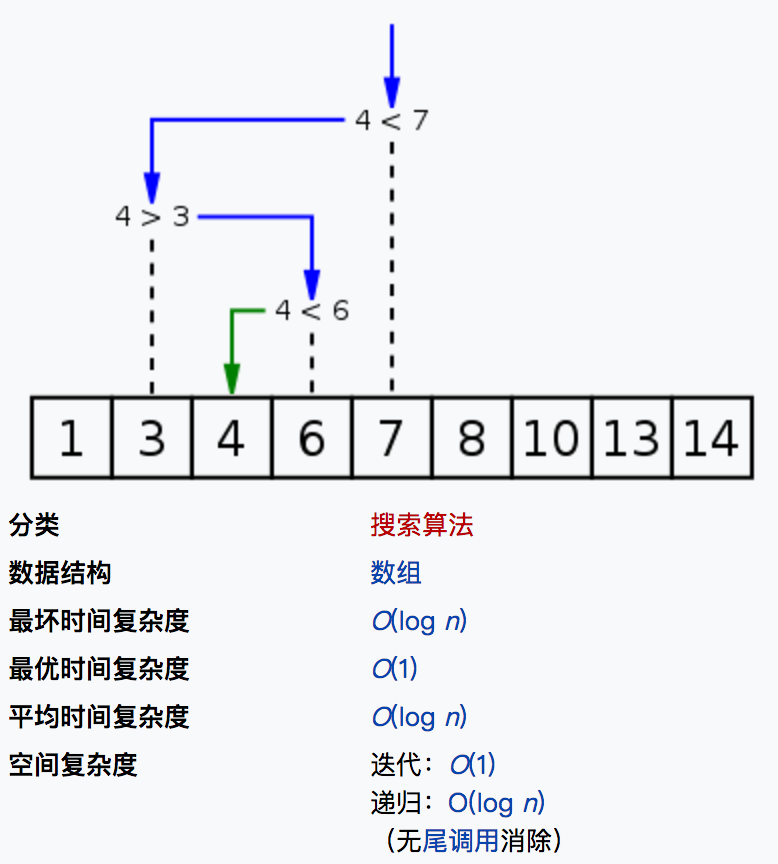 4 < 7
4 > 3
4 < 6
1 3 4 6 7 8 10 13 14
分类 搜索算法
数据结构 数组
最坏时间复杂度 O(log n)
最优时间复杂度 O(1)
平均时间复杂度 O(log n)
空间复杂度 迭代：O(1)
递归：O(log n)
（无尾调用消除）